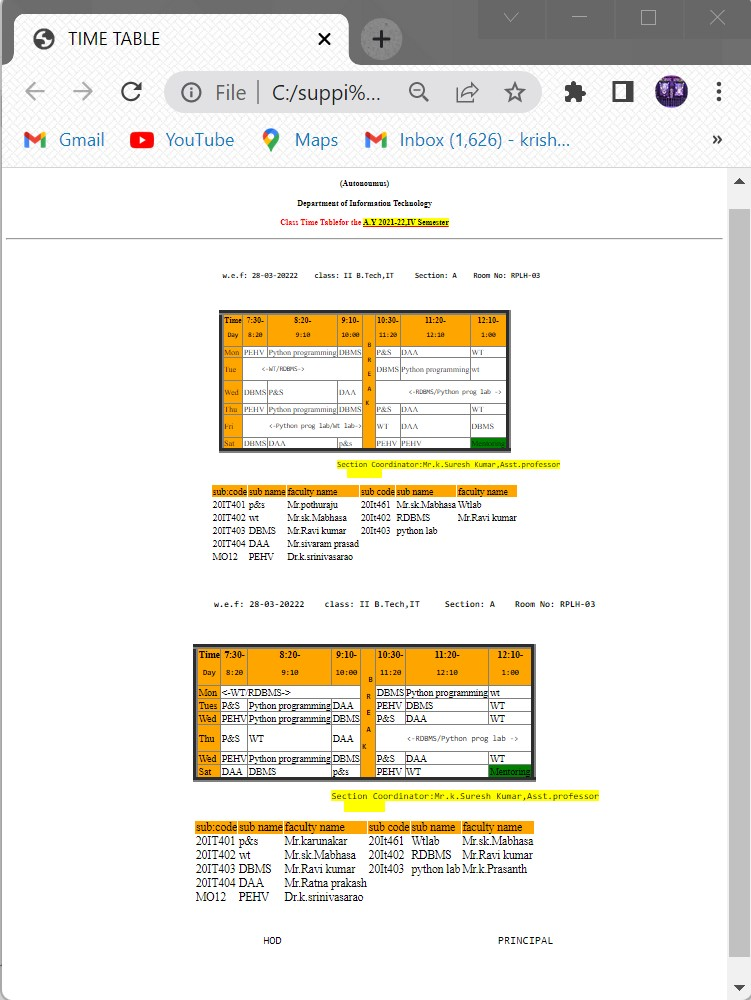 TIME TABLE
File C:/suppi%...
Gmail YouTube Maps Inbox (1,626) - krish...
(Autonoumus)
Department of Information Technology
Class Time Tablefor the A.Y 2021-22,IV Semester
w.e.f: 28-03-20222 class: II B.Tech,IT Section: A Room No: RPLH-03
Time 7:30- 8:20- 9:10- 10:30- 11:20- 12:10-
Day 8:20 9:10 10:00 BREAK 11:20 12:10 1:00
Mon PEHV Python programming DBMS P&S DAA WT
Tue <-WT/RDBMS-> DBMS Python programming wt
Wed DBMS P&S DAA <-RDBMS/Python prog lab ->
Thu PEHV Python programming DBMS P&S DAA WT
Fri <-Python prog lab/Wt lab-> WT DAA DBMS
Sat DBMS DAA p&s PEHV PEHV Mentoring
Section Coordinator:Mr.k.Suresh Kumar,Asst.professor
sub:code sub name faculty name sub code sub name faculty name
20IT401 p&s Mr.pothuraju 20It461 Mr.sk.Mabhasa Wtlab
20IT402 wt Mr.sk.Mabhasa 20It402 RDBMS Mr.Ravi kumar
20IT403 DBMS Mr.Ravi kumar 20It403 python lab
20IT404 DAA Mr.sivaram prasad
MO12 PEHV Dr.k.srinivasarao
w.e.f: 28-03-20222 class: II B.Tech,IT Section: A Room No: RPLH-03
Time 7:30- 8:20- 9:10- 10:30- 11:20- 12:10-
Day 8:20 9:10 10:00 BREAK 11:20 12:10 1:00
Mon <-WT/RDBMS-> DBMS Python programming wt
Tues P&S Python programming DAA PEHV DBMS WT
Wed PEHV Python programming DBMS P&S DAA WT
Thu P&S WT DAA <-RDBMS/Python prog lab ->
Wed PEHV Python programming DBMS P&S DAA WT
Sat DAA DBMS p&s PEHV WT Mentoring
Section Coordinator:Mr.k.Suresh Kumar,Asst.professor
sub:code sub name faculty name sub code sub name faculty name
20IT401 p&s Mr.karunakar 20It461 Wtlab Mr.sk.Mabhasa
20IT402 wt Mr.sk.Mabhasa 20It402 RDBMS Mr.Ravi kumar
20IT403 DBMS Mr.Ravi kumar 20It403 python lab Mr.k.Prasanth
20IT404 DAA Mr.Ratna prakash
MO12 PEHV Dr.k.srinivasarao
HOD PRINCIPAL